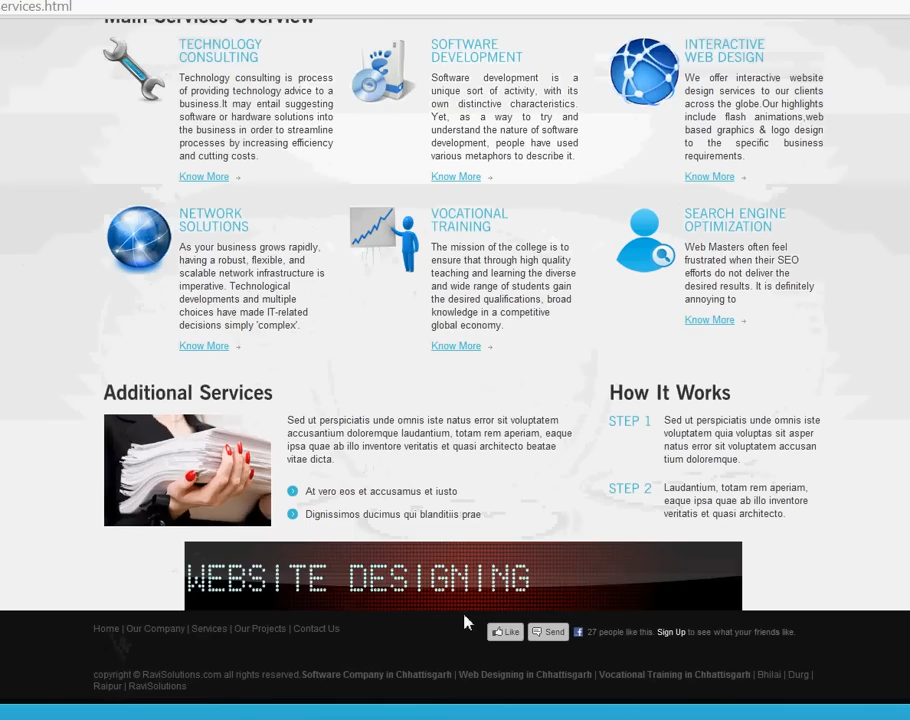 ervices.html
Main Services Overview
TECHNOLOGY
CONSULTING
Technology consulting is process
of providing technology advice to a
business.It may entail suggesting
software or hardware solutions into
the business in order to streamline
processes by increasing efficiency
and cutting costs.
Know More
SOFTWARE
DEVELOPMENT
Software development is a
unique sort of activity, with its
own distinctive characteristics.
Yet, as a way to try and
understand the nature of software
development, people have used
various metaphors to describe it.
Know More
INTERACTIVE
WEB DESIGN
We offer interactive website
design services to our clients
across the globe.Our highlights
include flash animations,web
based graphics & logo design
to the specific business
requirements.
Know More
NETWORK
SOLUTIONS
As your business grows rapidly,
having a robust, flexible, and
scalable network infrastructure is
imperative. Technological
developments and multiple
choices have made IT-related
decisions simply 'complex'.
Know More
VOCATIONAL
TRAINING
The mission of the college is to
ensure that through high quality
teaching and learning the diverse
and wide range of students gain
the desired qualifications, broad
knowledge in a competitive
global economy.
Know More
SEARCH ENGINE
OPTIMIZATION
Web Masters often feel
frustrated when their SEO
efforts do not deliver the
desired results. It is definitely
annoying to
Know More
Additional Services
Sed ut perspiciatis unde omnis iste natus error sit voluptatem
accusantium doloremque laudantium, totam rem aperiam, eaque
ipsa quae ab illo inventore veritatis et quasi architecto beatae
vitae dicta.
At vero eos et accusamus et iusto
Dignissimos ducimus qui blanditiis prae
How It Works
STEP 1
Sed ut perspiciatis unde omnis iste
voluptatem quia voluptas sit asper
natus error sit voluptatem accusan
tium doloremque.
STEP 2
Laudantium, totam rem aperiam,
eaque ipsa quae ab illo inventore
veritatis et quasi architecto.
WEBSITE DESIGNING
Home | Our Company | Services | Our Projects | Contact Us
Like
Send
27 people like this. Sign Up to see what your friends like.
copyright © RaviSolutions.com all rights reserved.Software Company in Chhattisgarh | Web Designing in Chhattisgarh | Vocational Training in Chhattisgarh | Bhilai | Durg |
Raipur | RaviSolutions